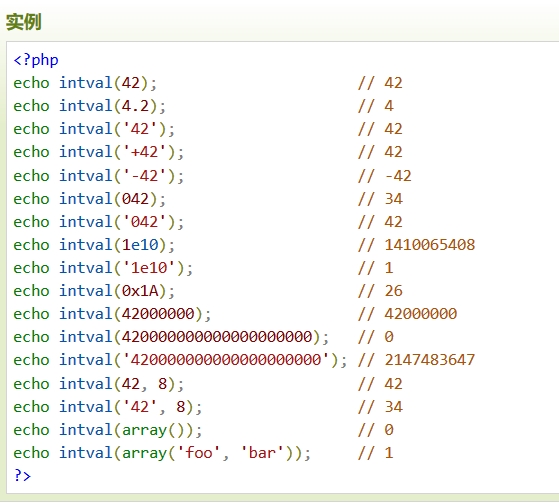 实例
<?php
echo intval(42);                      // 42
echo intval(4.2);                     // 4
echo intval('42');                    // 42
echo intval('+42');                   // 42
echo intval('-42');                   // -42
echo intval(042);                     // 34
echo intval('042');                   // 42
echo intval(1e10);                    // 1410065408
echo intval('1e10');                  // 1
echo intval(0x1A);                    // 26
echo intval(42000000);                // 42000000
echo intval(420000000000000000000);   // 0
echo intval('420000000000000000000'); // 2147483647
echo intval(42, 8);                   // 42
echo intval('42', 8);                 // 34
echo intval(array());                 // 0
echo intval(array('foo', 'bar'));     // 1
?>